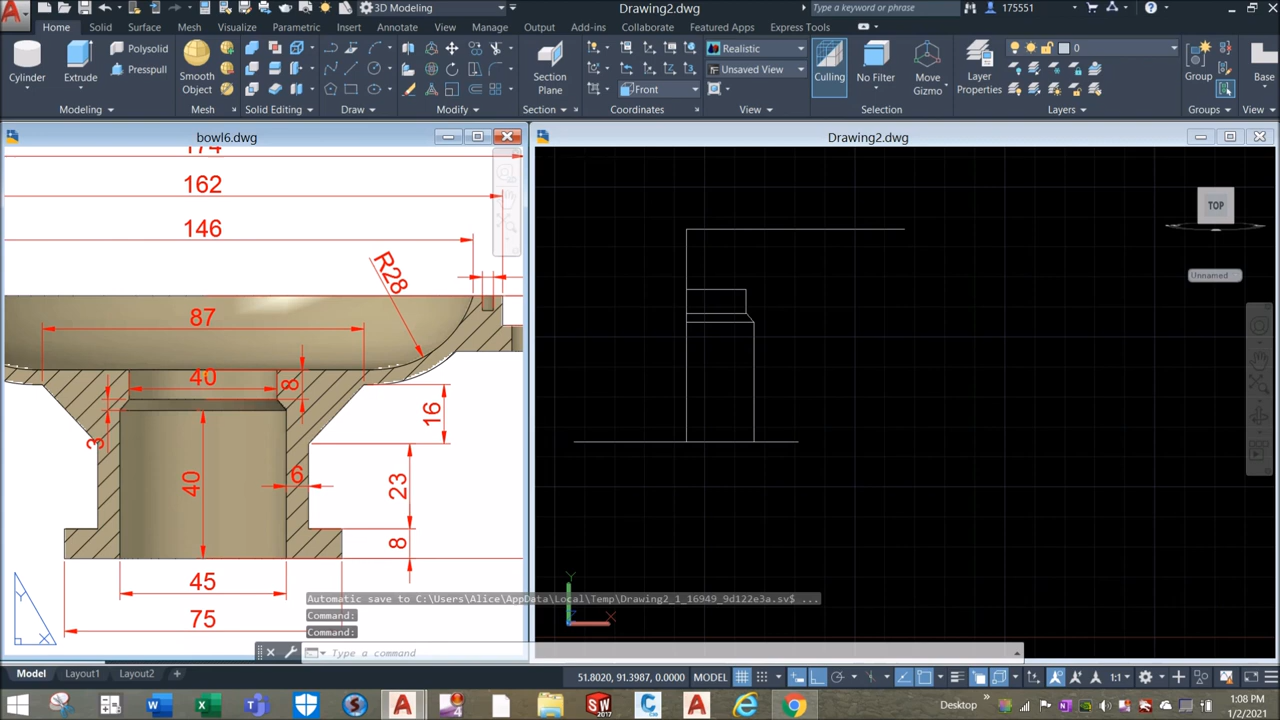 3D Modeling
Drawing2.dwg
Type a keyword or phrase
175551
Home Solid Surface Mesh Visualize Parametric Insert Annotate View Manage Output Add-ins Collaborate Featured Apps Help
Polysolid
Presspull
Cylinder
Extrude
Smooth
Object
Section
Plane
Realistic
Unsaved View
Front
Culling
No Filter
Move
Gizmo
Layer
Properties
0
Group
Base
Modeling
Mesh
Solid Editing
Draw
Modify
Section
Coordinates
View
Selection
Layers
Groups
View
bowl6.dwg
Drawing2.dwg
174
162
146
R28
87
40
8
3
16
40
6
23
8
45
75
Y
X
TOP
Unnamed
Y
X
Automatic save to C:\Users\Alice\AppData\Local\Temp\Drawing2_1_16949_9d122e3a.sv$ ...
Command:
Command:
Type a command
Model Layout1 Layout2 +
51.8020, 91.3987, 0.0000 MODEL
1:1
Desktop
1:08 PM
1/2/2021